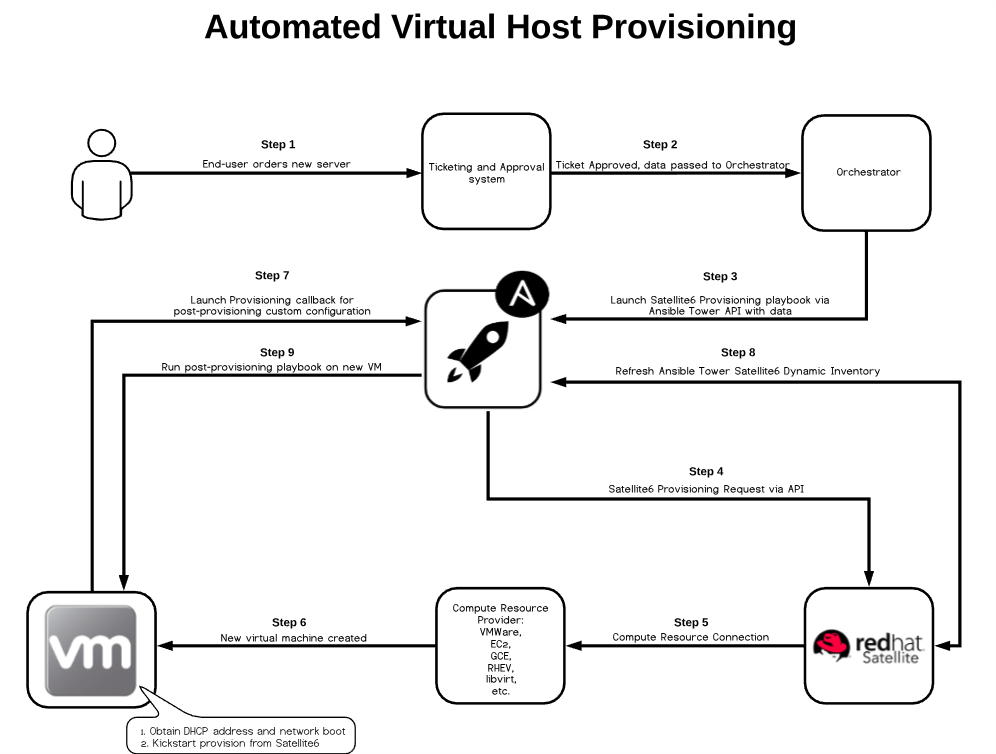 Automated Virtual Host Provisioning
Step 1
End-user orders new server
Ticketing and Approval
system
Step 2
Ticket Approved, data passed to Orchestrator
Orchestrator
Step 3
Launch Satellite6 Provisioning playbook via
Ansible Tower API with data
Step 7
Launch Provisioning callback for
post-provisioning custom configuration
A
Step 9
Run post-provisioning playbook on new VM
Step 8
Refresh Ansible Tower Satellite6 Dynamic Inventory
Step 4
Satellite6 Provisioning Request via API
vm
Step 6
New virtual machine created
Compute Resource
Provider:
VMWare,
EC2,
GCE,
RHEV,
libvirt,
etc.
Step 5
Compute Resource Connection
redhat
Satellite
1. Obtain DHCP address and network boot
2. Kickstart provision from Satellite6